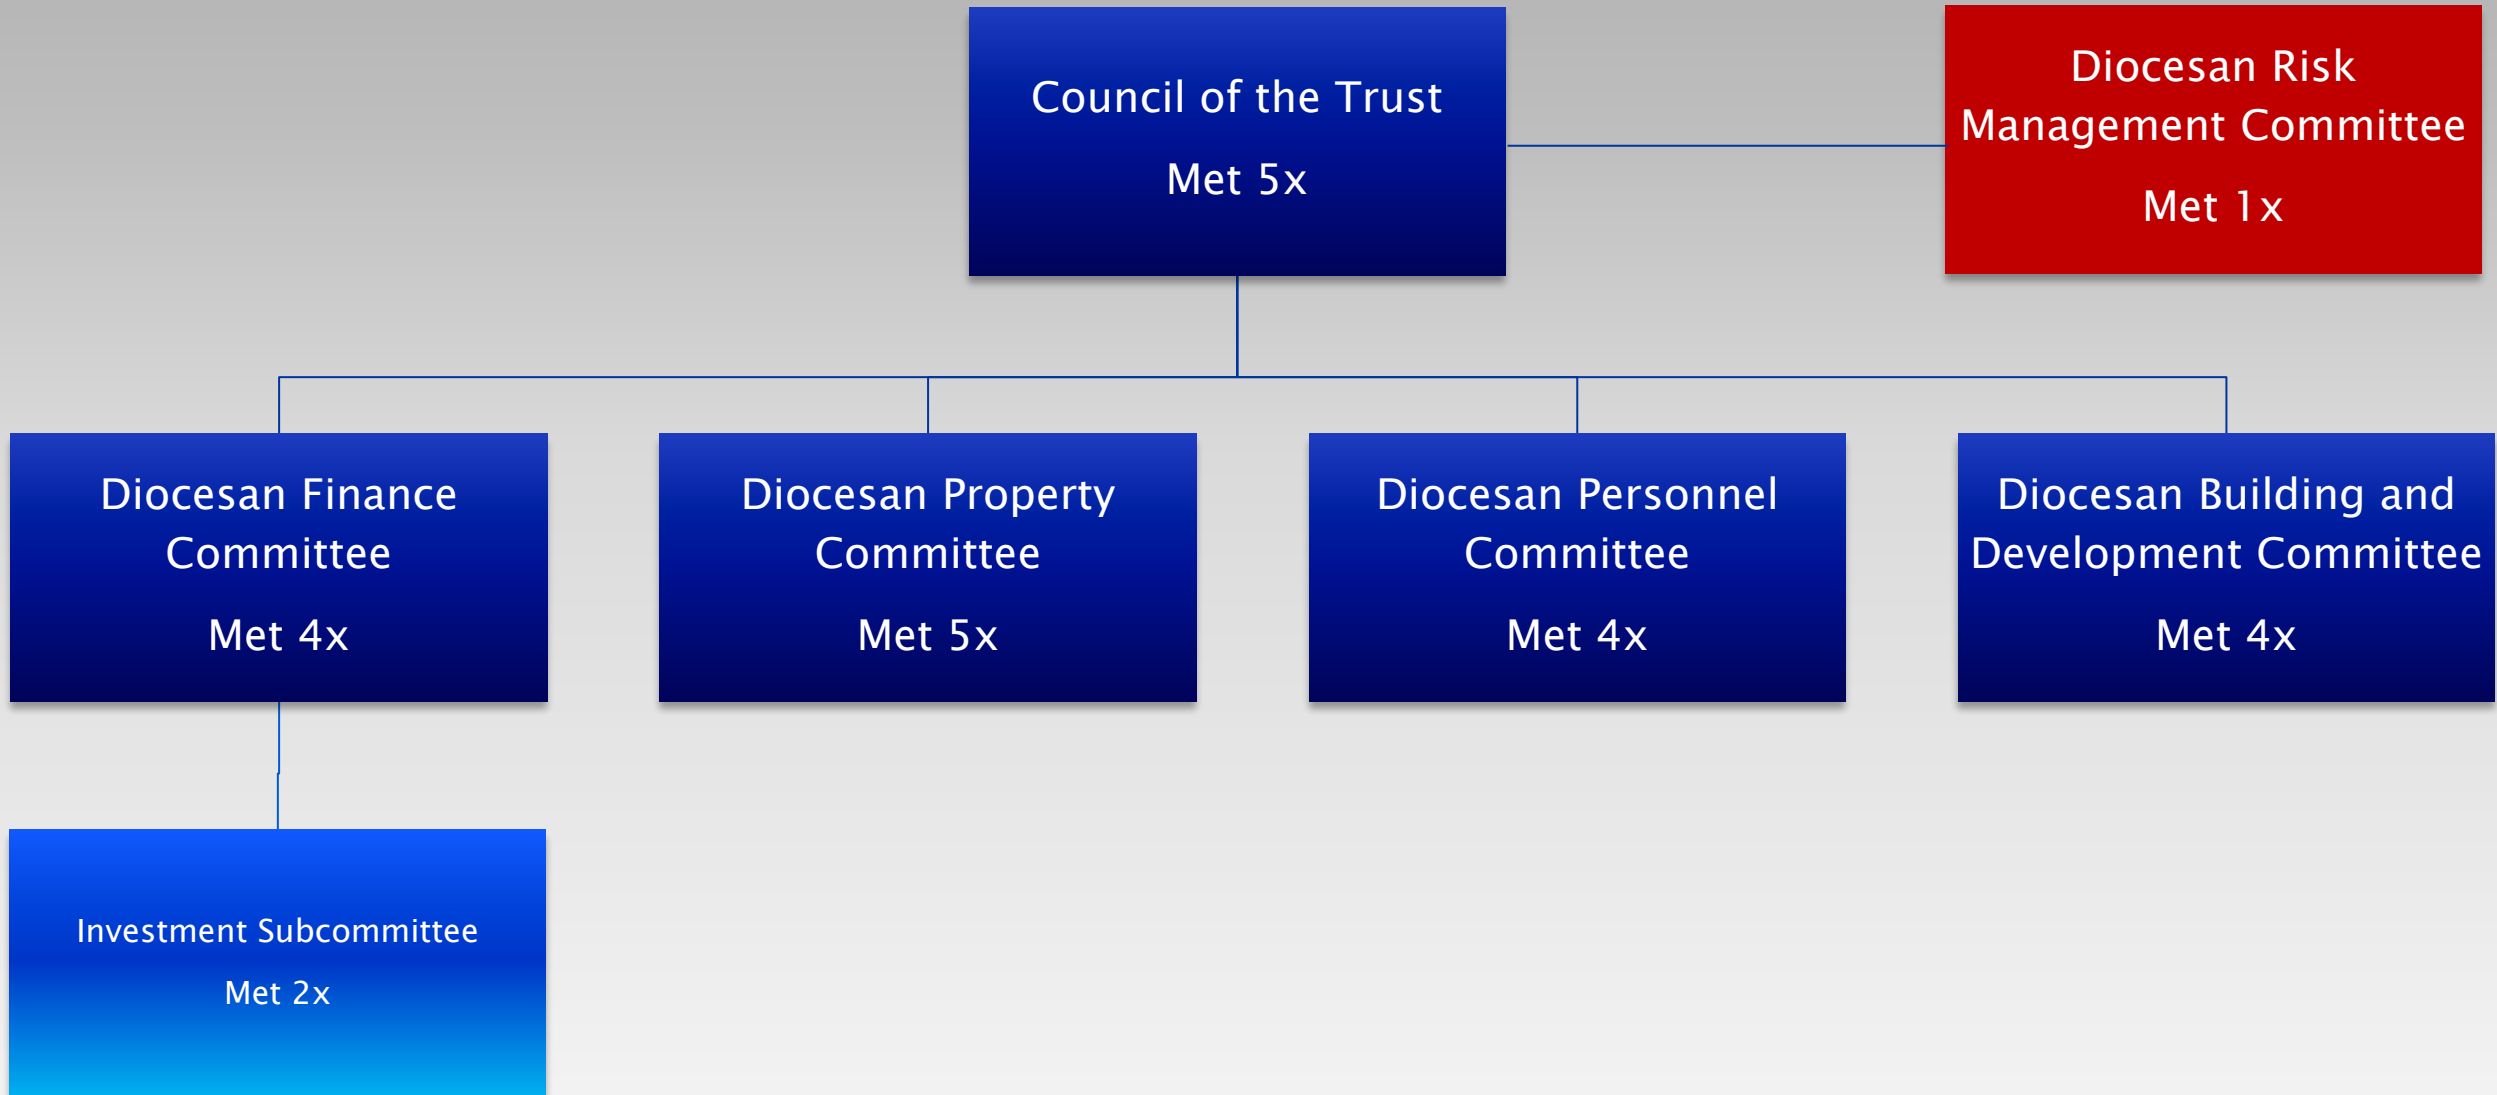 Council of the Trust
Met 5x
Diocesan Risk
Management Committee
Met 1x
Diocesan Finance
Committee
Met 4x
Diocesan Property
Committee
Met 5x
Diocesan Personnel
Committee
Met 4x
Diocesan Building and
Development Committee
Met 4x
Investment Subcommittee
Met 2x